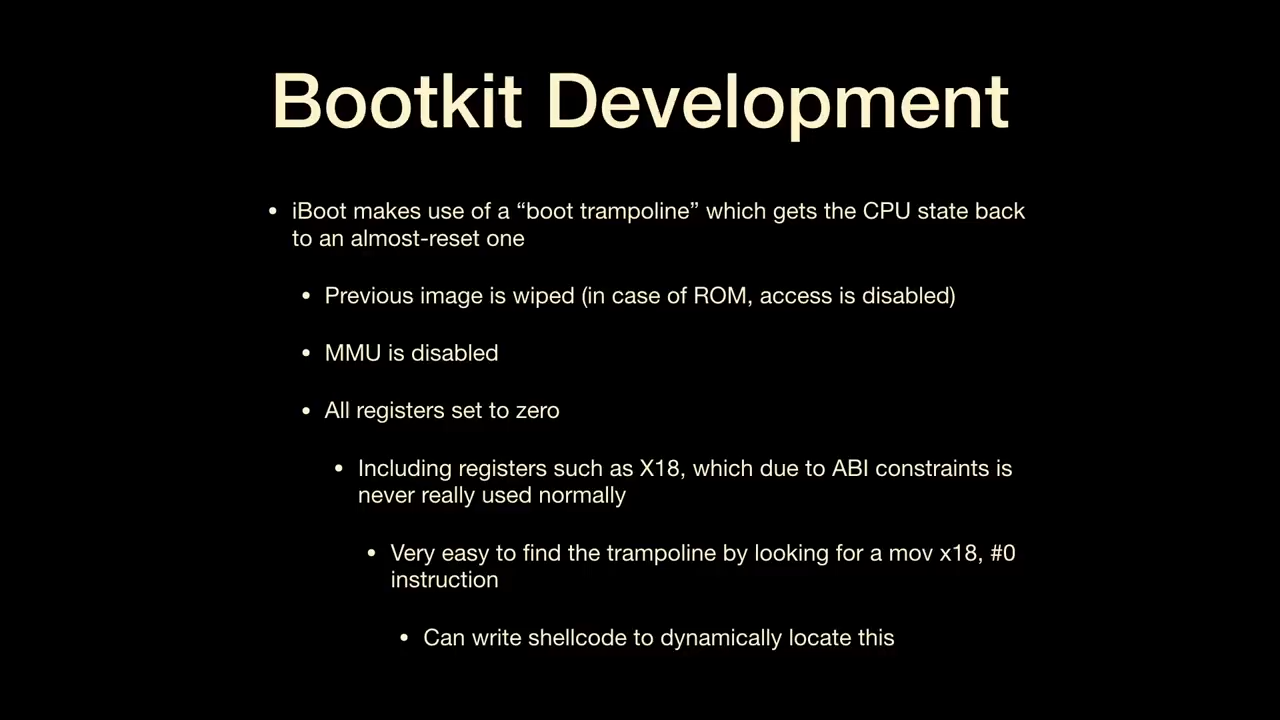 Bootkit Development
• iBoot makes use of a “boot trampoline” which gets the CPU state back
to an almost-reset one
• Previous image is wiped (in case of ROM, access is disabled)
• MMU is disabled
• All registers set to zero
• Including registers such as X18, which due to ABI constraints is
never really used normally
• Very easy to find the trampoline by looking for a mov x18, #0
instruction
• Can write shellcode to dynamically locate this